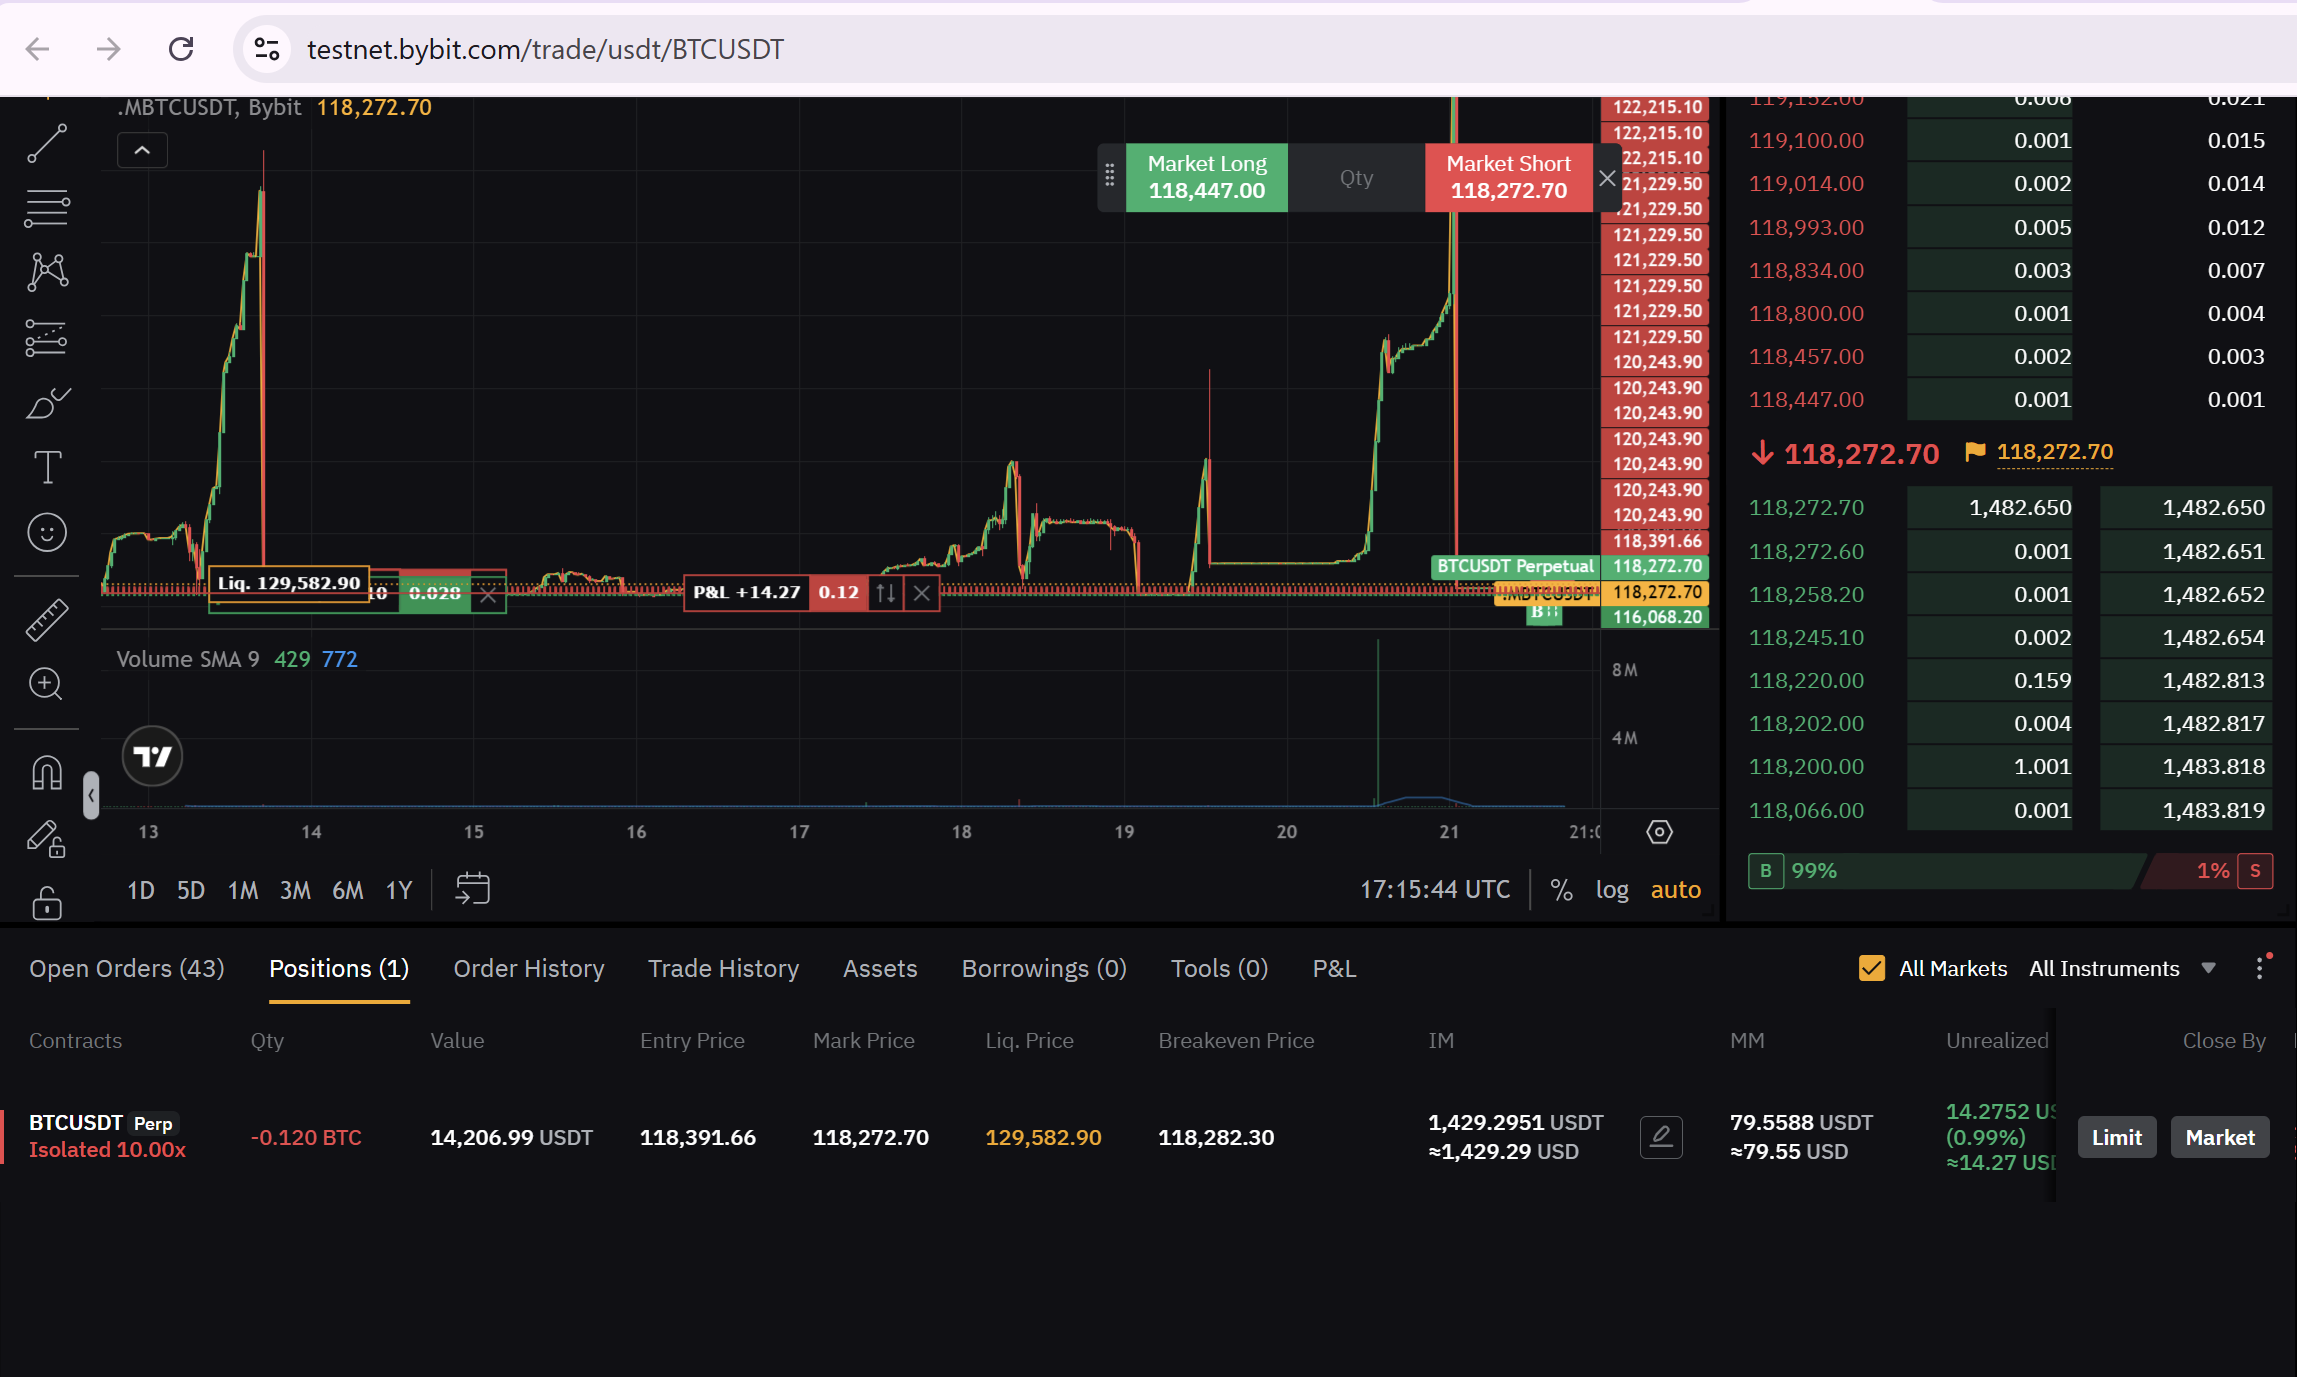 testnet.bybit.com/trade/usdt/BTCUSDT
.MBTCUSDT, Bybit 118,272.70
Market Long
118,447.00
Qty
Market Short
118,272.70
122,215.10
122,215.10
22,215.10
21,229.50
121,229.50
121,229.50
121,229.50
121,229.50
121,229.50
121,229.50
120,243.90
120,243.90
120,243.90
120,243.90
120,243.90
120,243.90
120,243.90
118,391.66
BTCUSDT Perpetual 118,272.70
.MBTCUSDT 118,272.70
116,068.20
Liq. 129,582.90
0.028
P&L +14.27 0.12
Volume SMA 9 429 772
8M
4M
13 14 15 16 17 18 19 20 21
1D 5D 1M 3M 6M 1Y
17:15:44 UTC % log auto
119,152.00 0.006 0.021
119,100.00 0.001 0.015
119,014.00 0.002 0.014
118,993.00 0.005 0.012
118,834.00 0.003 0.007
118,800.00 0.001 0.004
118,457.00 0.002 0.003
118,447.00 0.001 0.001
118,272.70 118,272.70
118,272.70 1,482.650 1,482.650
118,272.60 0.001 1,482.651
118,258.20 0.001 1,482.652
118,245.10 0.002 1,482.654
118,220.00 0.159 1,482.813
118,202.00 0.004 1,482.817
118,200.00 1.001 1,483.818
118,066.00 0.001 1,483.819
B 99% 1% S
Open Orders (43) Positions (1) Order History Trade History Assets Borrowings (0) Tools (0) P&L
All Markets All Instruments
Contracts Qty Value Entry Price Mark Price Liq. Price Breakeven Price IM MM Unrealized Close By
BTCUSDT Perp
Isolated 10.00x
-0.120 BTC
14,206.99 USDT
118,391.66
118,272.70
129,582.90
118,282.30
1,429.2951 USDT
≈1,429.29 USD
79.5588 USDT
≈79.55 USD
14.2752 US
(0.99%)
≈14.27 USD
Limit
Market